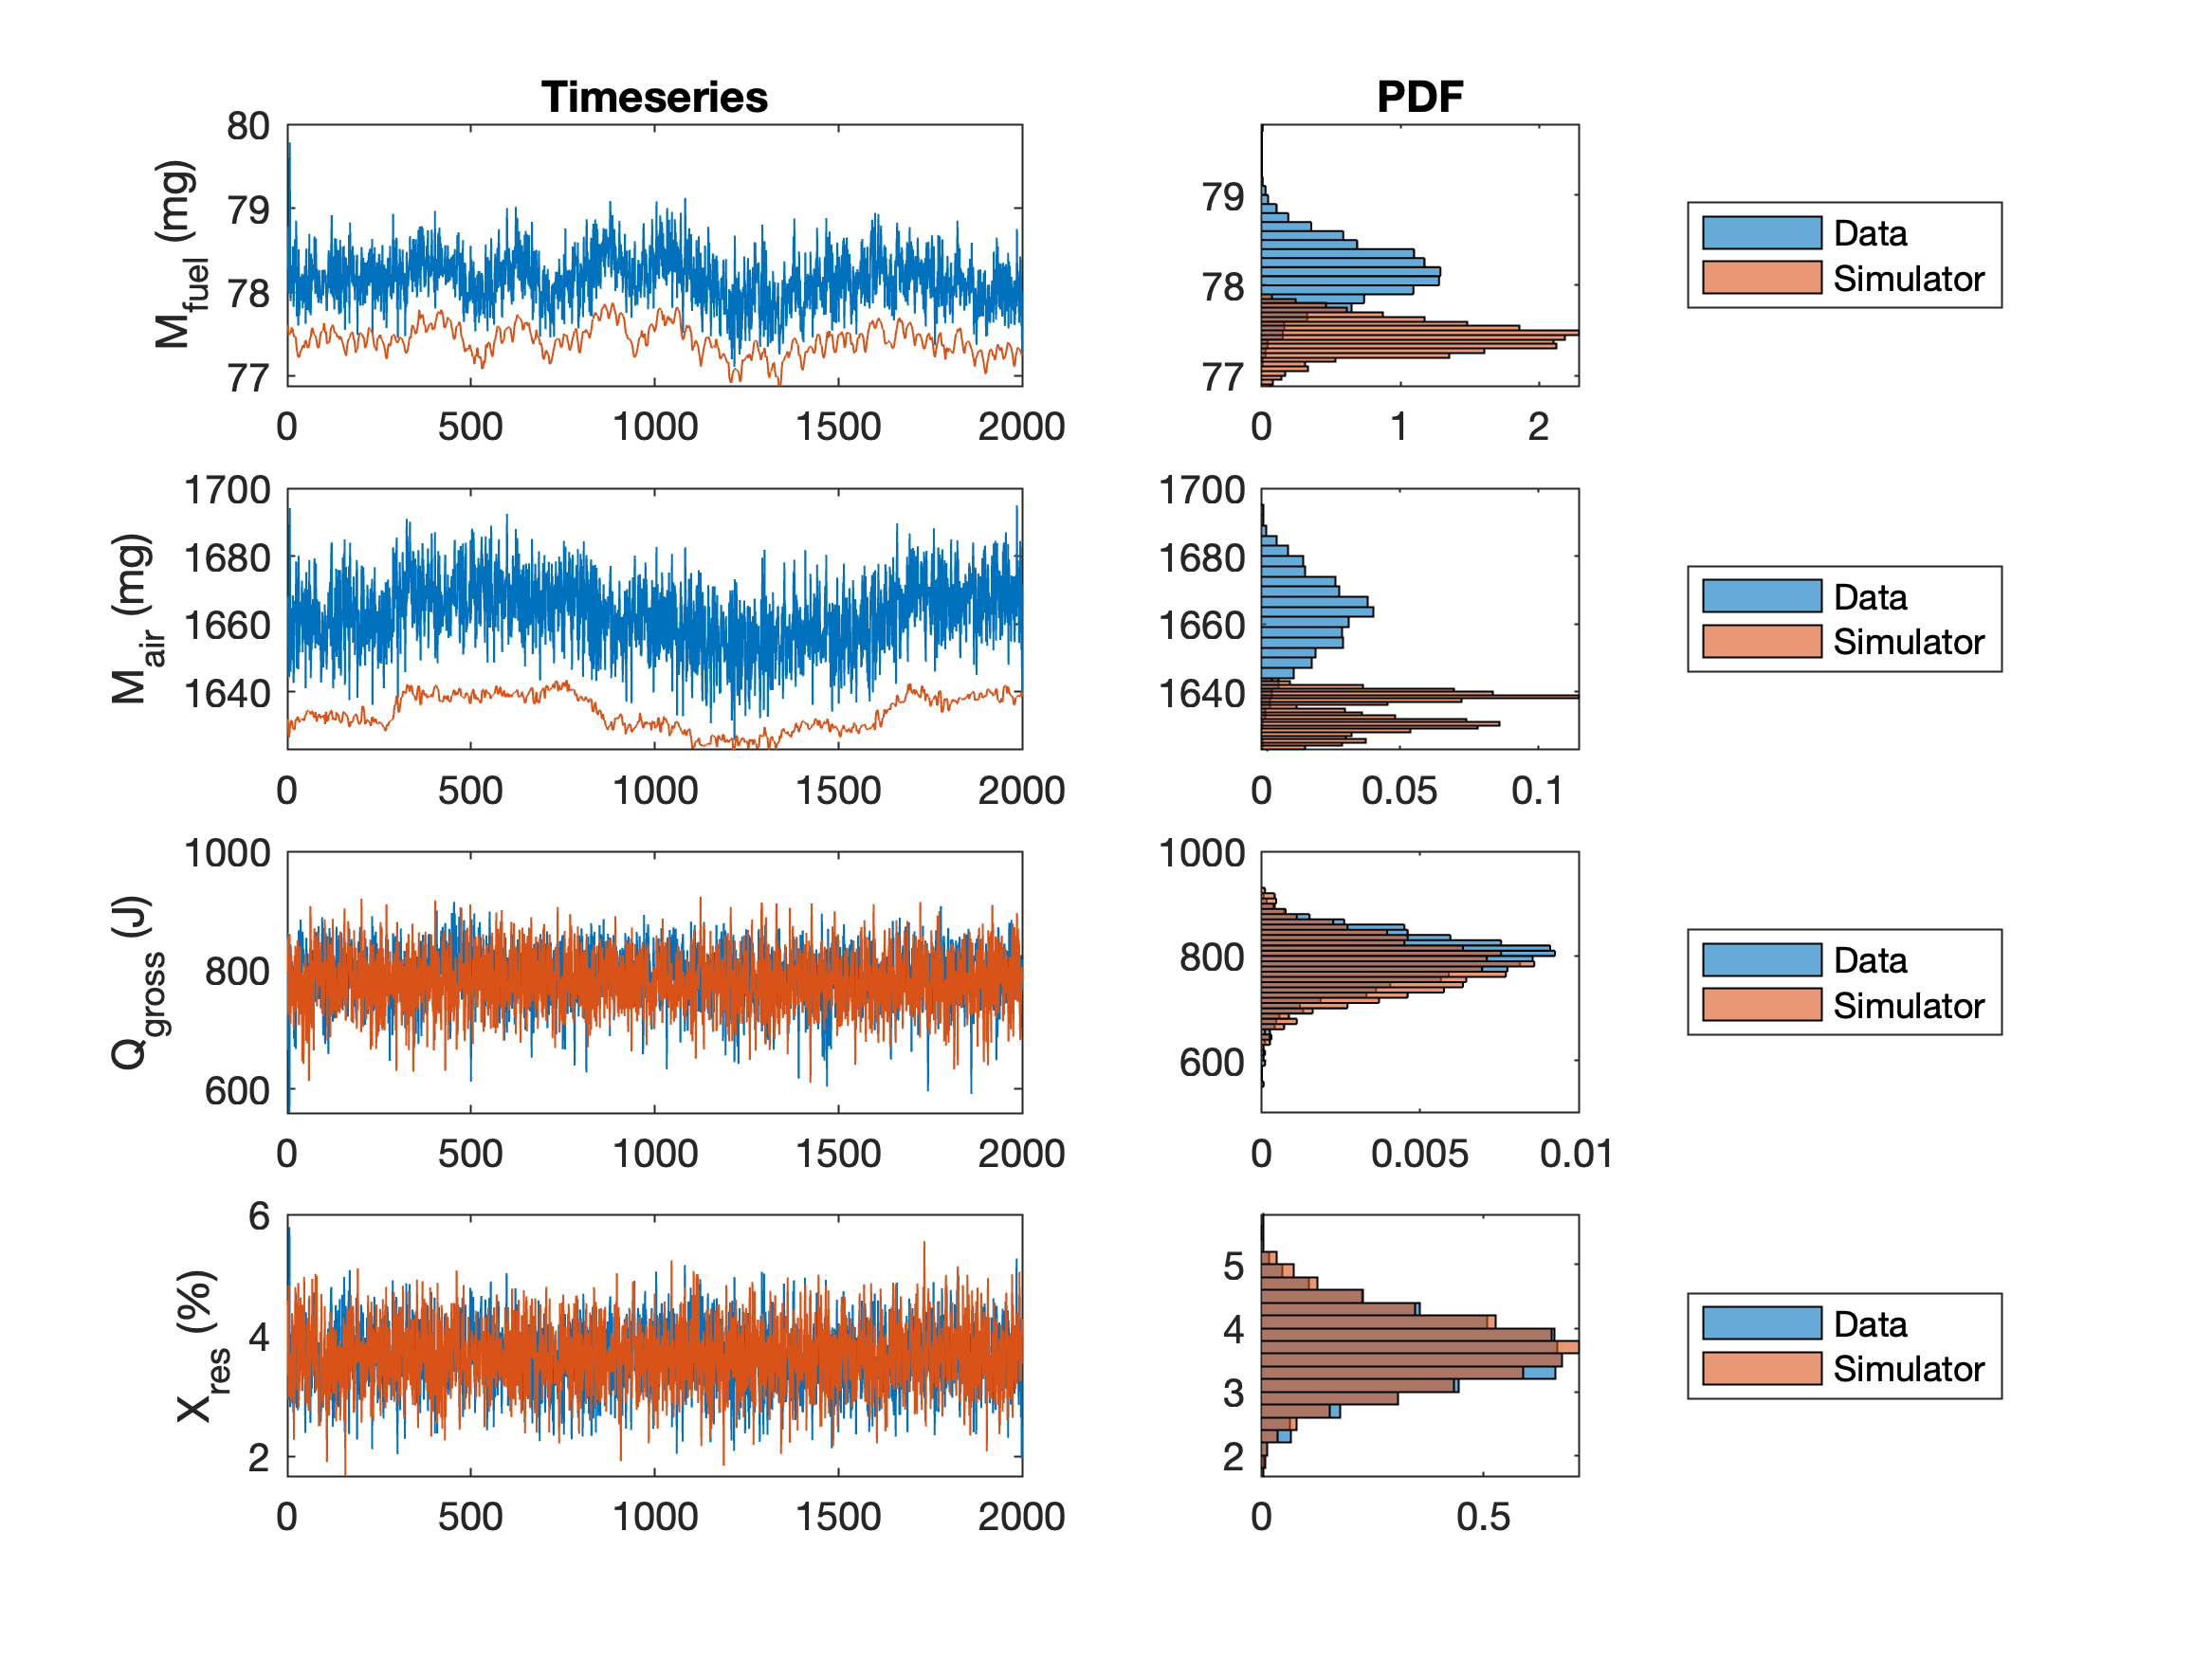 Timeseries
PDF
M_fuel (mg)
80
79
78
77
0 500 1000 1500 2000
79
78
77
0 1 2
Data
Simulator
M_air (mg)
1700
1680
1660
1640
0 500 1000 1500 2000
1700
1680
1660
1640
0 0.05 0.1
Data
Simulator
Q_gross (J)
1000
800
600
0 500 1000 1500 2000
1000
800
600
0 0.005 0.01
Data
Simulator
X_res (%)
6
4
2
0 500 1000 1500 2000
5
4
3
2
0 0.5
Data
Simulator